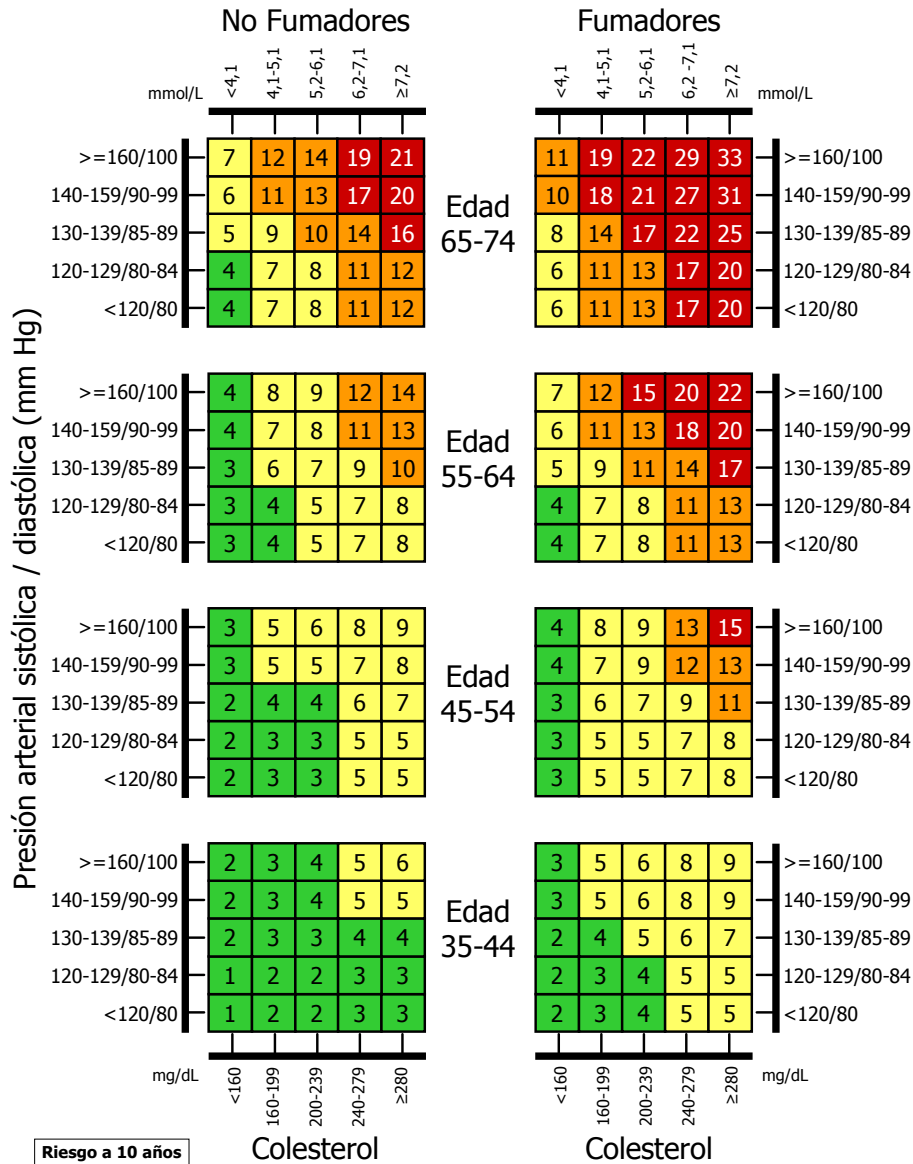 No Fumadores Fumadores
<4,1 4,1-5,1 5,2-6,1 6,2-7,1 ≥7,2 <4,1 4,1-5,1 5,2-6,1 6,2 -7,1 ≥7,2
mmol/L mmol/L
>=160/100 7 12 14 19 21 11 19 22 29 33 >=160/100
140-159/90-99 6 11 13 17 20 10 18 21 27 31 140-159/90-99
Edad
130-139/85-89 5 9 10 14 16 8 14 17 22 25 130-139/85-89
65-74
120-129/80-84 4 7 8 11 12 6 11 13 17 20 120-129/80-84
<120/80 4 7 8 11 12 6 11 13 17 20 <120/80
>=160/100 4 8 9 12 14 7 12 15 20 22 >=160/100
140-159/90-99 4 7 8 11 13 6 11 13 18 20 140-159/90-99
Edad
130-139/85-89 3 6 7 9 10 5 9 11 14 17 130-139/85-89
55-64
120-129/80-84 3 4 5 7 8 4 7 8 11 13 120-129/80-84
<120/80 3 4 5 7 8 4 7 8 11 13 <120/80
>=160/100 3 5 6 8 9 4 8 9 13 15 >=160/100
140-159/90-99 3 5 5 7 8 4 7 9 12 13 140-159/90-99
Edad
130-139/85-89 2 4 4 6 7 3 6 7 9 11 130-139/85-89
45-54
120-129/80-84 2 3 3 5 5 3 5 5 7 8 120-129/80-84
<120/80 2 3 3 5 5 3 5 5 7 8 <120/80
>=160/100 2 3 4 5 6 3 5 6 8 9 >=160/100
140-159/90-99 2 3 4 5 5 3 5 6 8 9 140-159/90-99
Edad
130-139/85-89 2 3 3 4 4 2 4 5 6 7 130-139/85-89
35-44
120-129/80-84 1 2 2 3 3 2 3 4 5 5 120-129/80-84
<120/80 1 2 2 3 3 2 3 4 5 5 <120/80
Presión arterial sistólica / diastólica (mm Hg)
mg/dL mg/dL
<160 160-199 200-239 240-279 ≥280 <160 160-199 200-239 240-279 ≥280
Colesterol Colesterol
Riesgo a 10 años